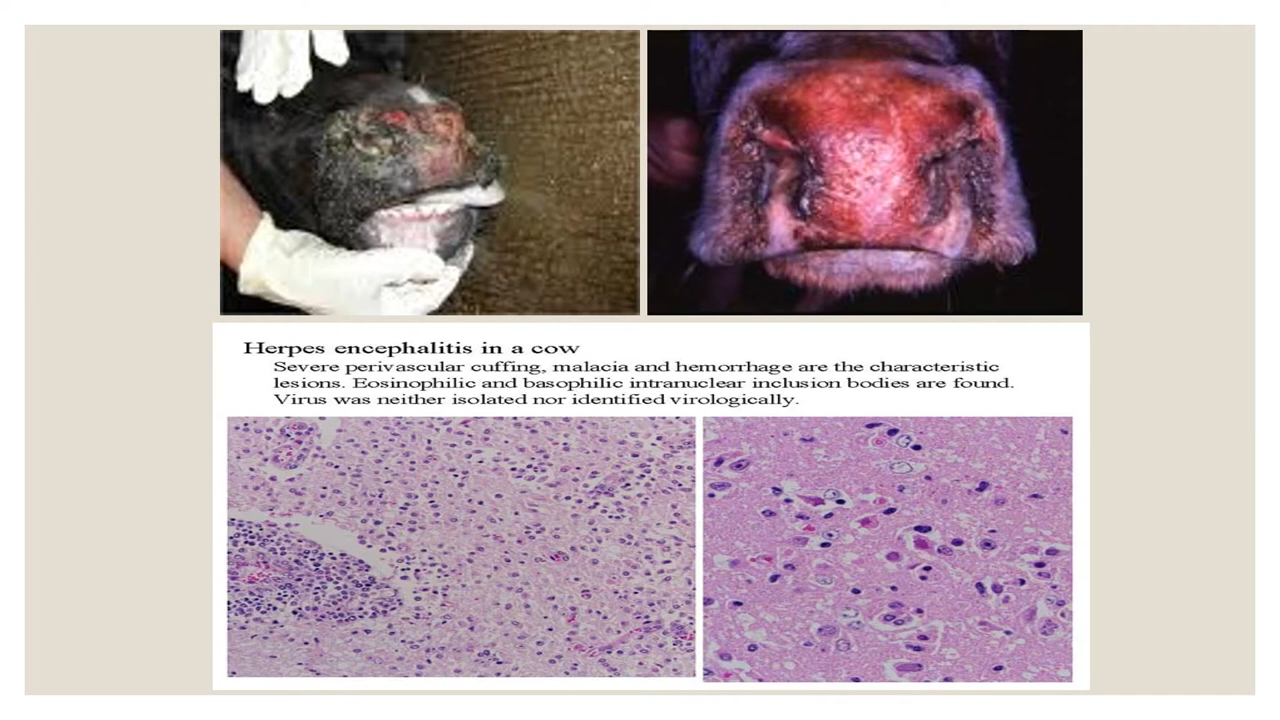 Herpes encephalitis in a cow
Severe perivascular cuffing, malacia and hemorrhage are the characteristic
lesions. Eosinophilic and basophilic intranuclear inclusion bodies are found.
Virus was neither isolated nor identified virologically.